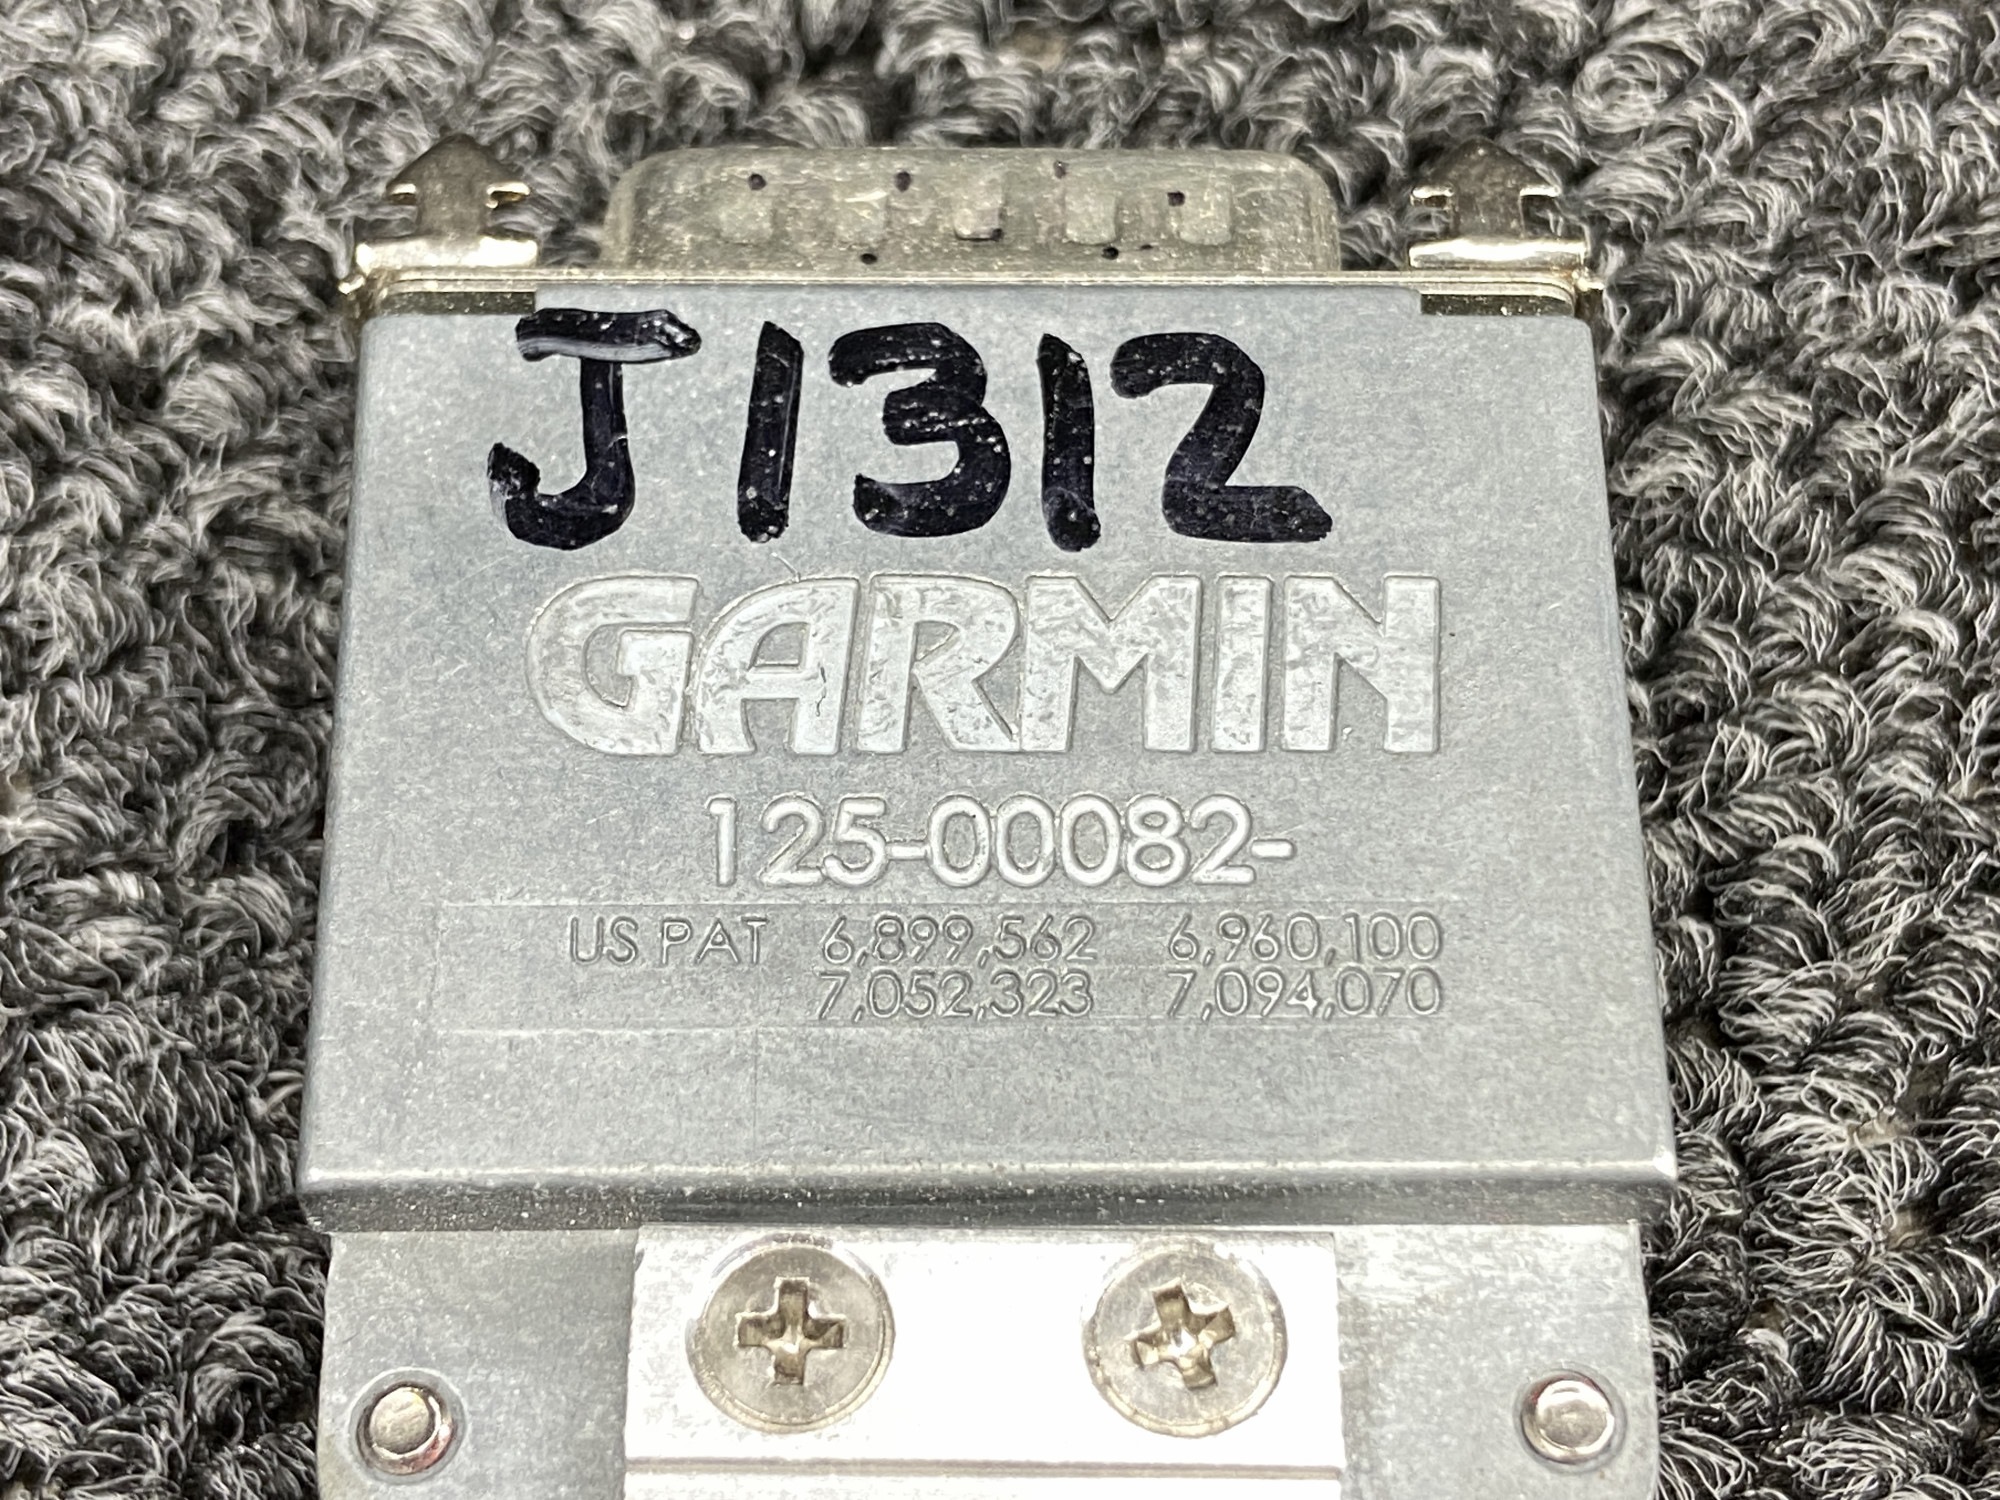 J1312
GARMIN
125-00082-
US PAT 6,899,562 6,960,100
7,052,323 7,094,070